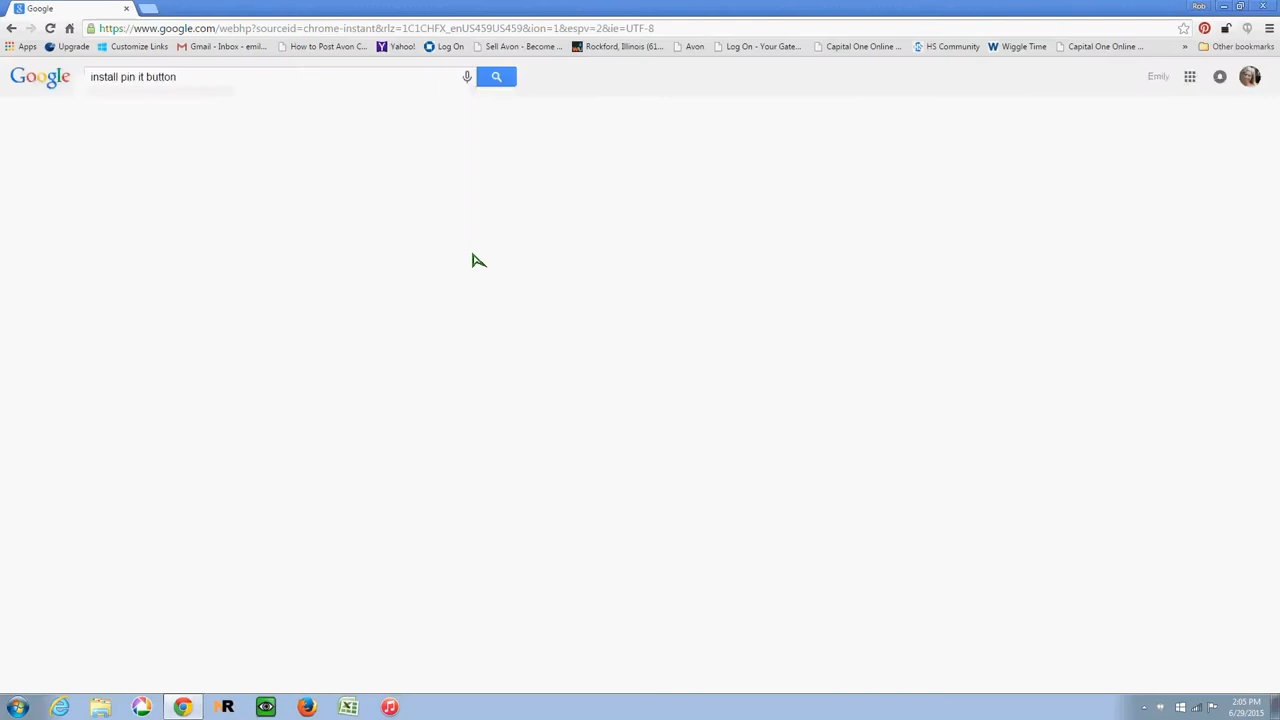 Google
Rob
https://www.google.com/webhp?sourceid=chrome-instant&rlz=1C1CHFX_enUS459US459&ion=1&espv=2&ie=UTF-8
Apps Upgrade Customize Links Gmail - Inbox - emil... How to Post Avon C... Yahoo! Log On Sell Avon - Become ... Rockford, Illinois (61... Avon Log On - Your Gate... Capital One Online ... HS Community Wiggle Time Capital One Online ... » Other bookmarks
Google install pin it button Emily
2:05 PM
6/29/2015